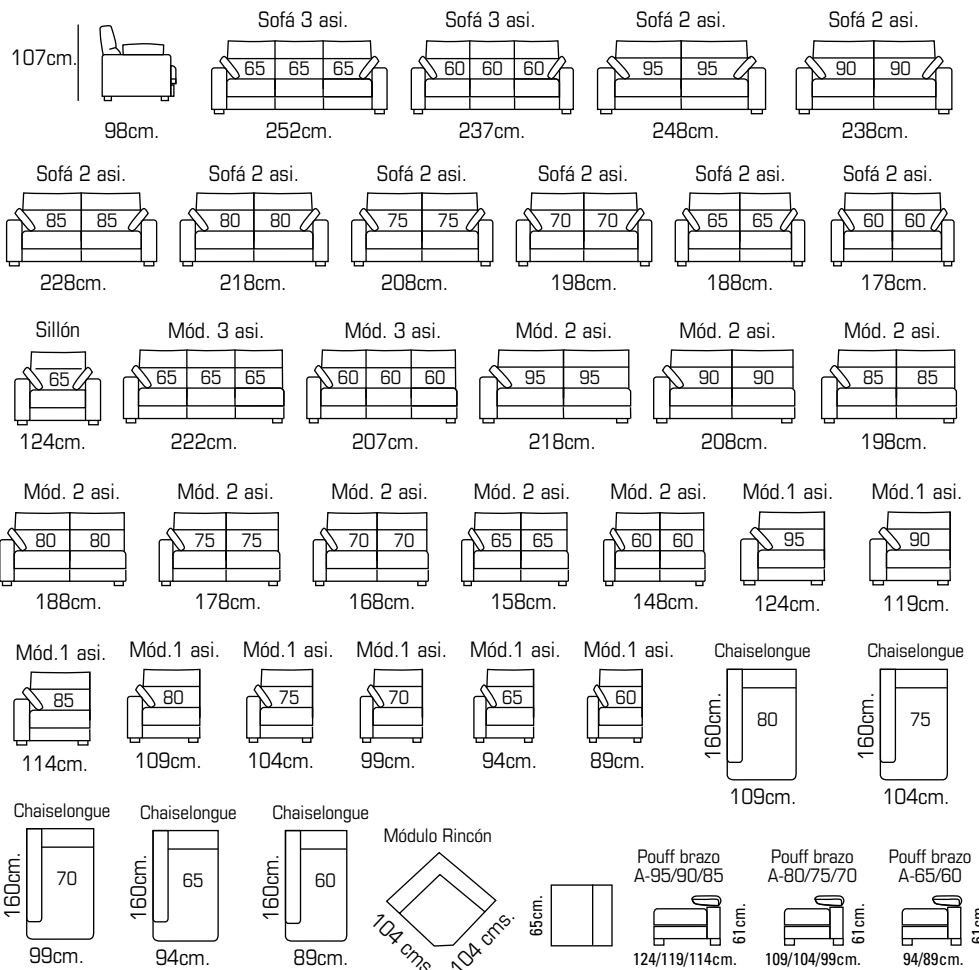 107cm.
98cm.
Sofá 3 asi.
65 65 65
252cm.
Sofá 3 asi.
60 60 60
237cm.
Sofá 2 asi.
95 95
248cm.
Sofá 2 asi.
90 90
238cm.
Sofá 2 asi.
85 85
228cm.
Sofá 2 asi.
80 80
218cm.
Sofá 2 asi.
75 75
208cm.
Sofá 2 asi.
70 70
198cm.
Sofá 2 asi.
65 65
188cm.
Sofá 2 asi.
60 60
178cm.
Sillón
65
124cm.
Mód. 3 asi.
65 65 65
222cm.
Mód. 3 asi.
60 60 60
207cm.
Mód. 2 asi.
95 95
218cm.
Mód. 2 asi.
90 90
208cm.
Mód. 2 asi.
85 85
198cm.
Mód. 2 asi.
80 80
188cm.
Mód. 2 asi.
75 75
178cm.
Mód. 2 asi.
70 70
168cm.
Mód. 2 asi.
65 65
158cm.
Mód. 2 asi.
60 60
148cm.
Mód.1 asi.
95
124cm.
Mód.1 asi.
90
119cm.
Mód.1 asi.
85
114cm.
Mód.1 asi.
80
109cm.
Mód.1 asi.
75
104cm.
Mód.1 asi.
70
99cm.
Mód.1 asi.
65
94cm.
Mód.1 asi.
60
89cm.
Chaiselongue
160cm.
80
109cm.
Chaiselongue
160cm.
75
104cm.
Chaiselongue
160cm.
70
99cm.
Chaiselongue
160cm.
65
94cm.
Chaiselongue
160cm.
60
89cm.
Módulo Rincón
104 cms.
104 cms.
65cm.
Pouff brazo
A-95/90/85
61cm.
124/119/114cm.
Pouff brazo
A-80/75/70
61cm.
109/104/99cm.
Pouff brazo
A-65/60
61cm.
94/89cm.